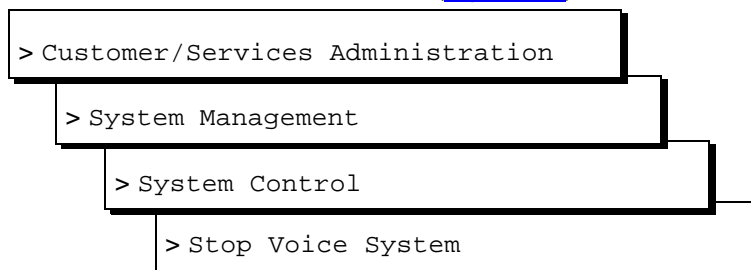 > Customer/Services Administration
> System Management
> System Control
> Stop Voice System